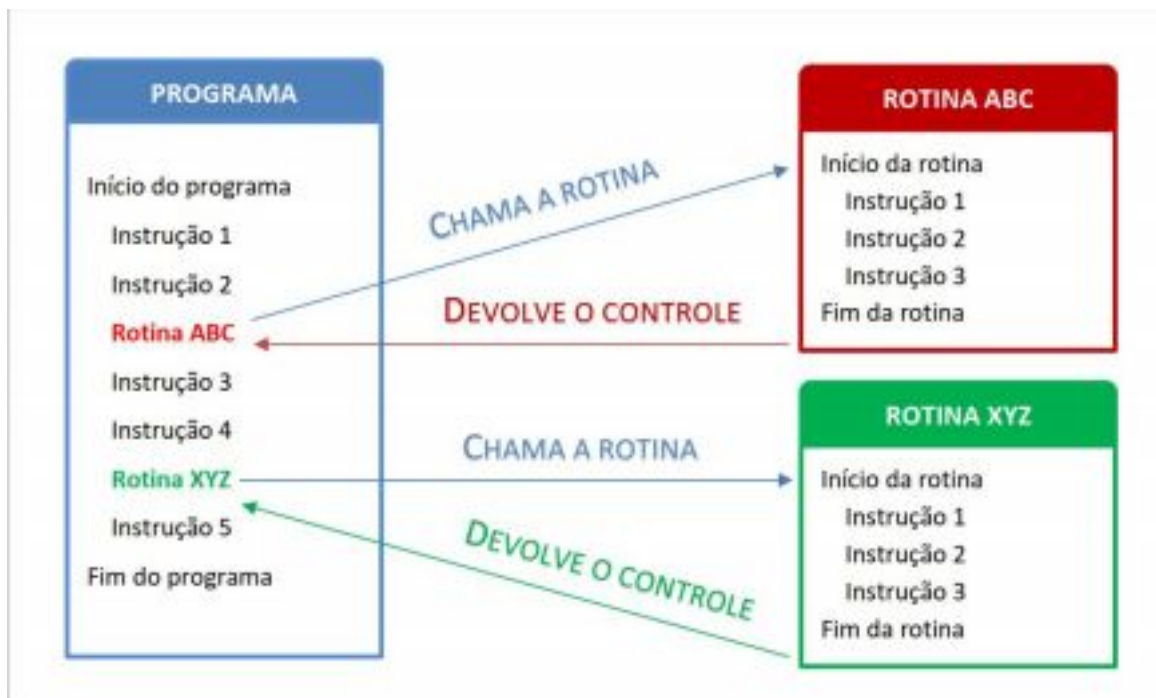 PROGRAMA
Início do programa
Instrução 1
Instrução 2
Rotina ABC
Instrução 3
Instrução 4
Rotina XYZ
Instrução 5
Fim do programa
CHAMA A ROTINA
DEVOLVE O CONTROLE
CHAMA A ROTINA
DEVOLVE O CONTROLE
ROTINA ABC
Início da rotina
Instrução 1
Instrução 2
Instrução 3
Fim da rotina
ROTINA XYZ
Início da rotina
Instrução 1
Instrução 2
Instrução 3
Fim da rotina